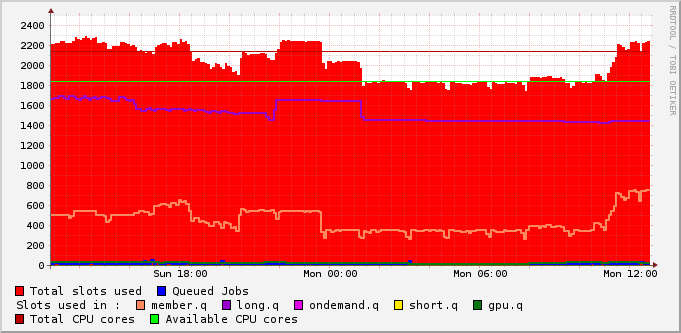 RRDTOOL / TOBI OETIKER
2400
2200
2000
1800
1600
1400
1200
1000
800
600
400
200
0
Sun 18:00 Mon 00:00 Mon 06:00 Mon 12:00
Total slots used Queued Jobs
Slots used in : member.q long.q ondemand.q short.q gpu.q
Total CPU cores Available CPU cores